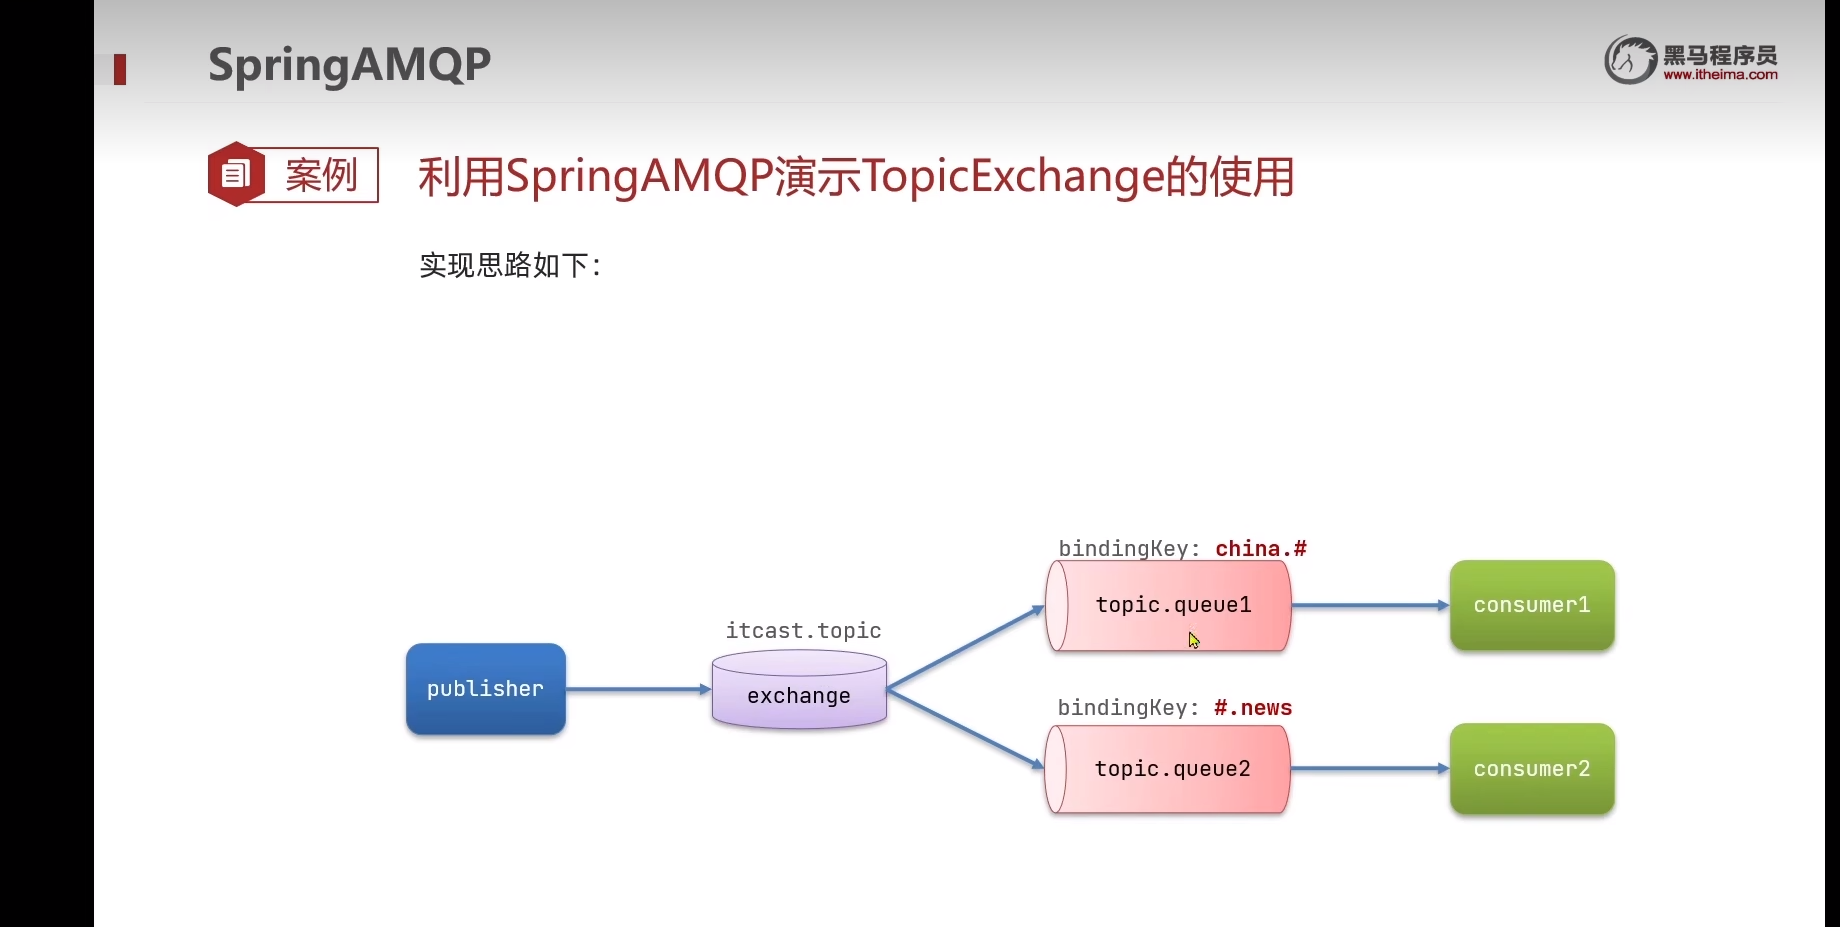 SpringAMQP
黑马程序员
www.itheima.com
案例
利用SpringAMQP演示TopicExchange的使用
实现思路如下：
bindingKey: china.#
topic.queue1
consumer1
itcast.topic
publisher
exchange
bindingKey: #.news
topic.queue2
consumer2